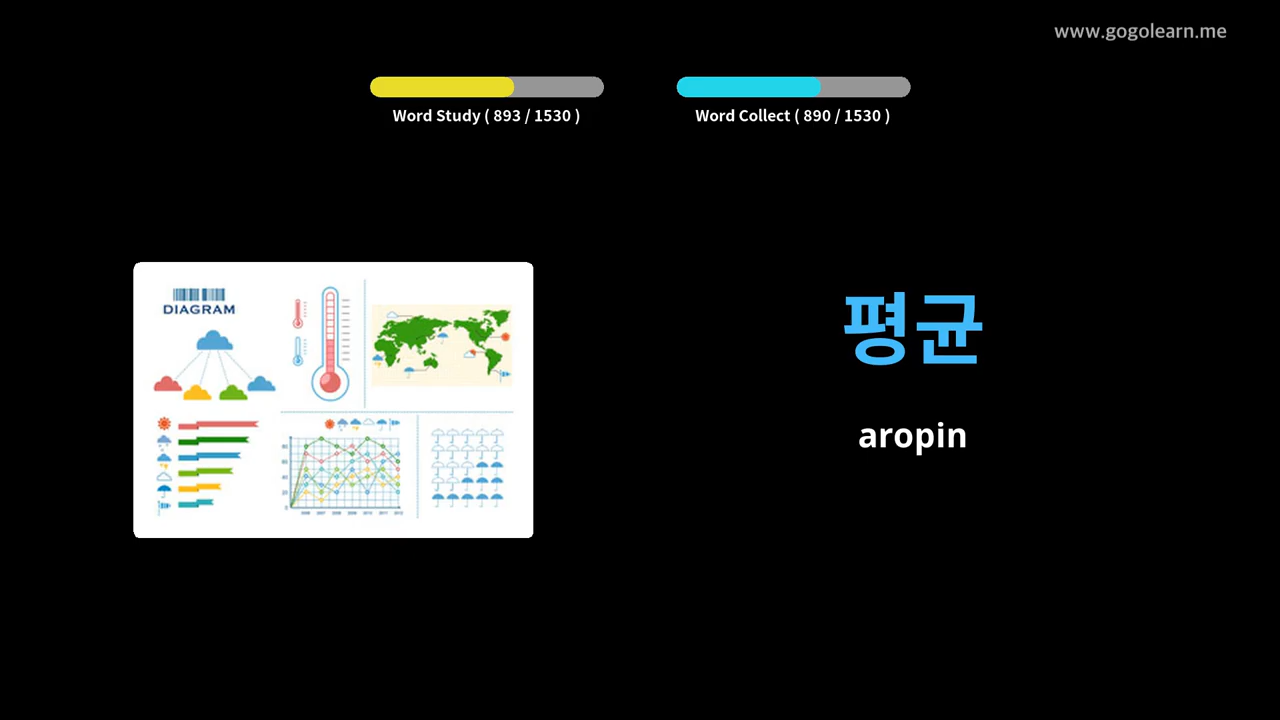 www.gogolearn.me
Word Study ( 893 / 1530 )
Word Collect ( 890 / 1530 )
DIAGRAM
평균
aropin